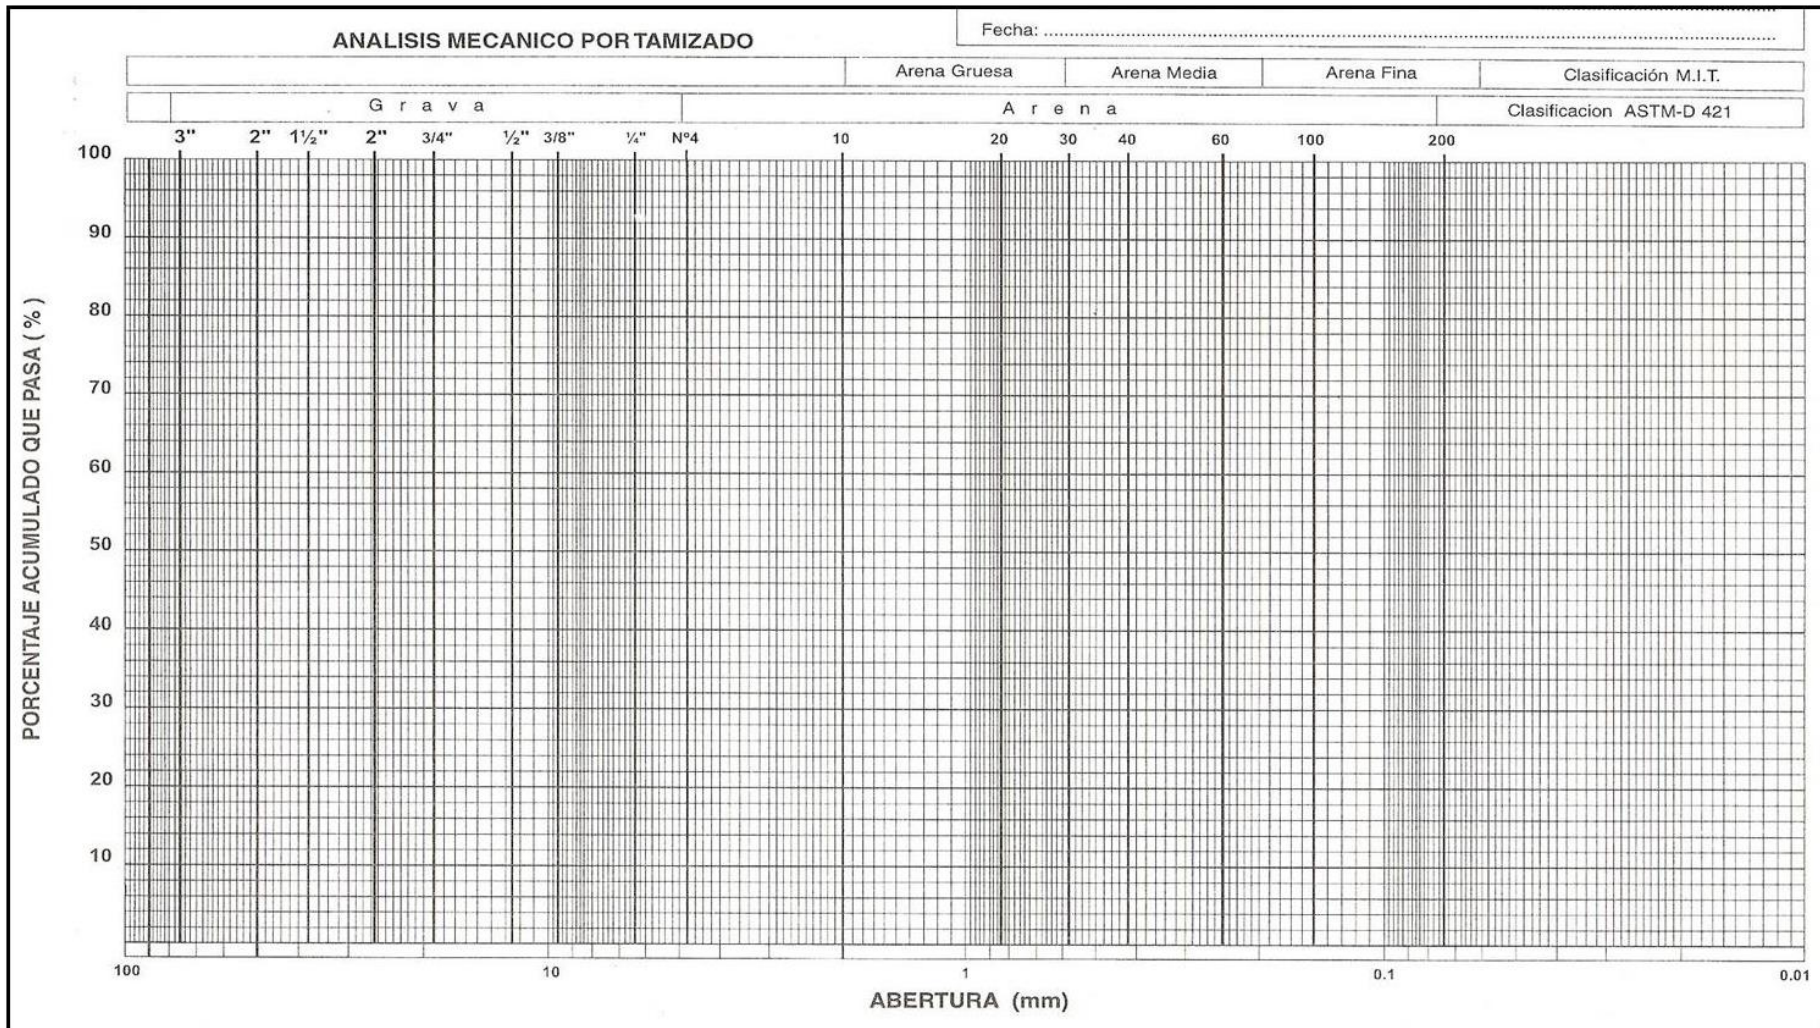 Fecha:
ANALISIS MECANICO POR TAMIZADO
Arena Gruesa Arena Media Arena Fina Clasificación M.I.T.
G r a v a A r e n a Clasificacion ASTM-D 421
3" 2" 1½" 2" 3/4" ½" 3/8" ¼" Nº4 10 20 30 40 60 100 200
100
90
80
70
60
50
40
30
20
10
PORCENTAJE ACUMULADO QUE PASA ( % )
100 10 1 0.1 0.01
ABERTURA (mm)